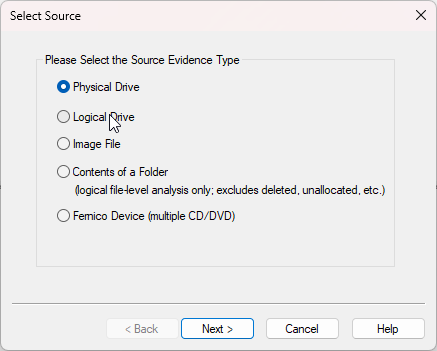 Select Source
Please Select the Source Evidence Type
Physical Drive
Logical Drive
Image File
Contents of a Folder
(logical file-level analysis only; excludes deleted, unallocated, etc.)
Fernico Device (multiple CD/DVD)
< Back
Next >
Cancel
Help